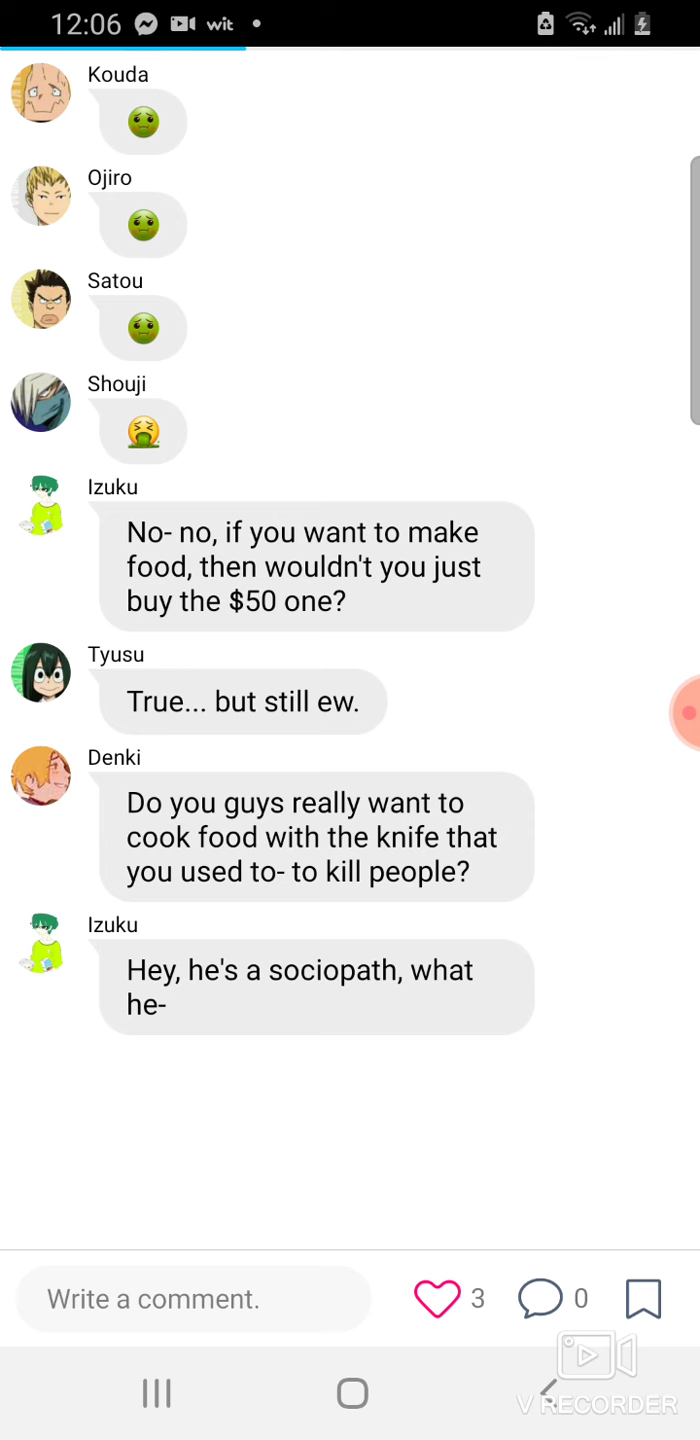 12:06 wit
Kouda
🤢
Ojiro
🤢
Satou
🤢
Shouji
🤮
Izuku
No- no, if you want to make
food, then wouldn't you just
buy the $50 one?
Tyusu
True... but still ew.
Denki
Do you guys really want to
cook food with the knife that
you used to- to kill people?
Izuku
Hey, he's a sociopath, what
he-
Write a comment. 3 0
V RECORDER